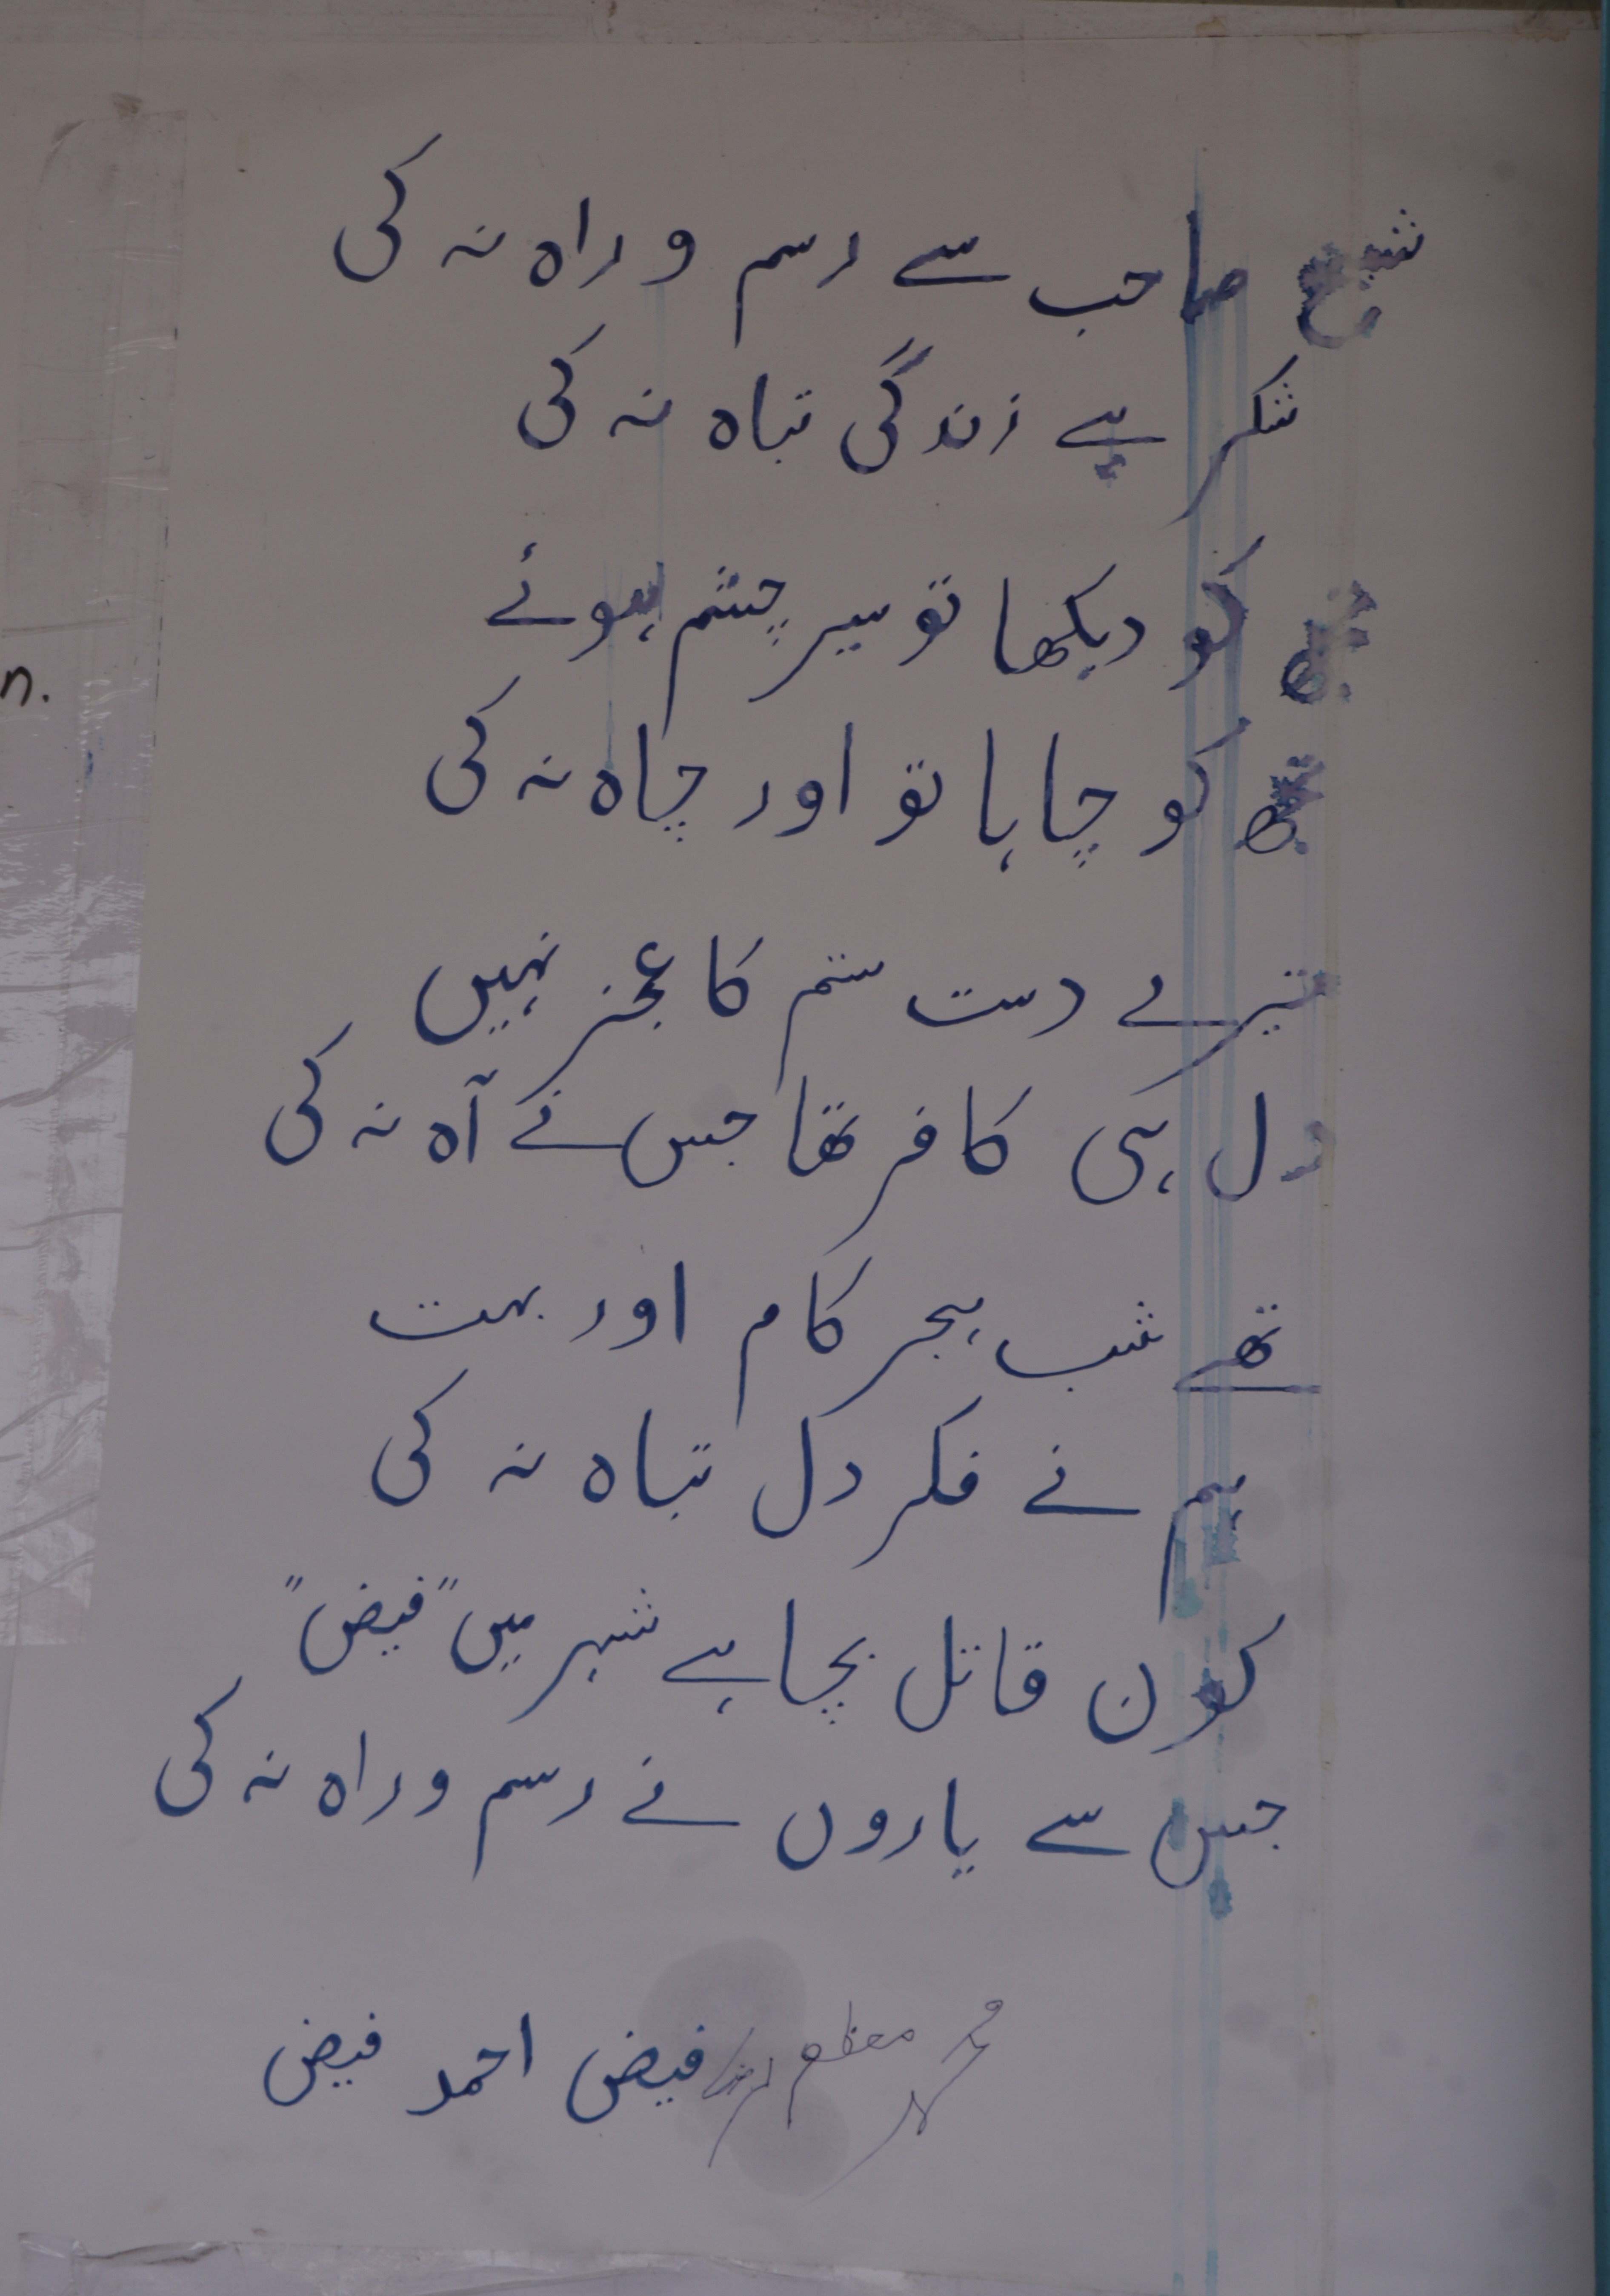 شیخ صاحب سے رسم و راہ نہ کی
شکر ہے زندگی تباہ نہ کی
تجھ کو دیکھا تو سیر چشم ہوئے
تجھ کو چاہا تو اور چاہ نہ کی
تیرے دست ستم کا عجز نہیں
دل ہی کافر تھا جس نے آہ نہ کی
تھے شب ہجر کام اور بہت
ہم نے فکر دل تباہ نہ کی
کون قاتل بچا ہے شہر میں "فیض"
جس سے یاروں نے رسم و راہ نہ کی
محمد معظم فیض احمد فیض
n.